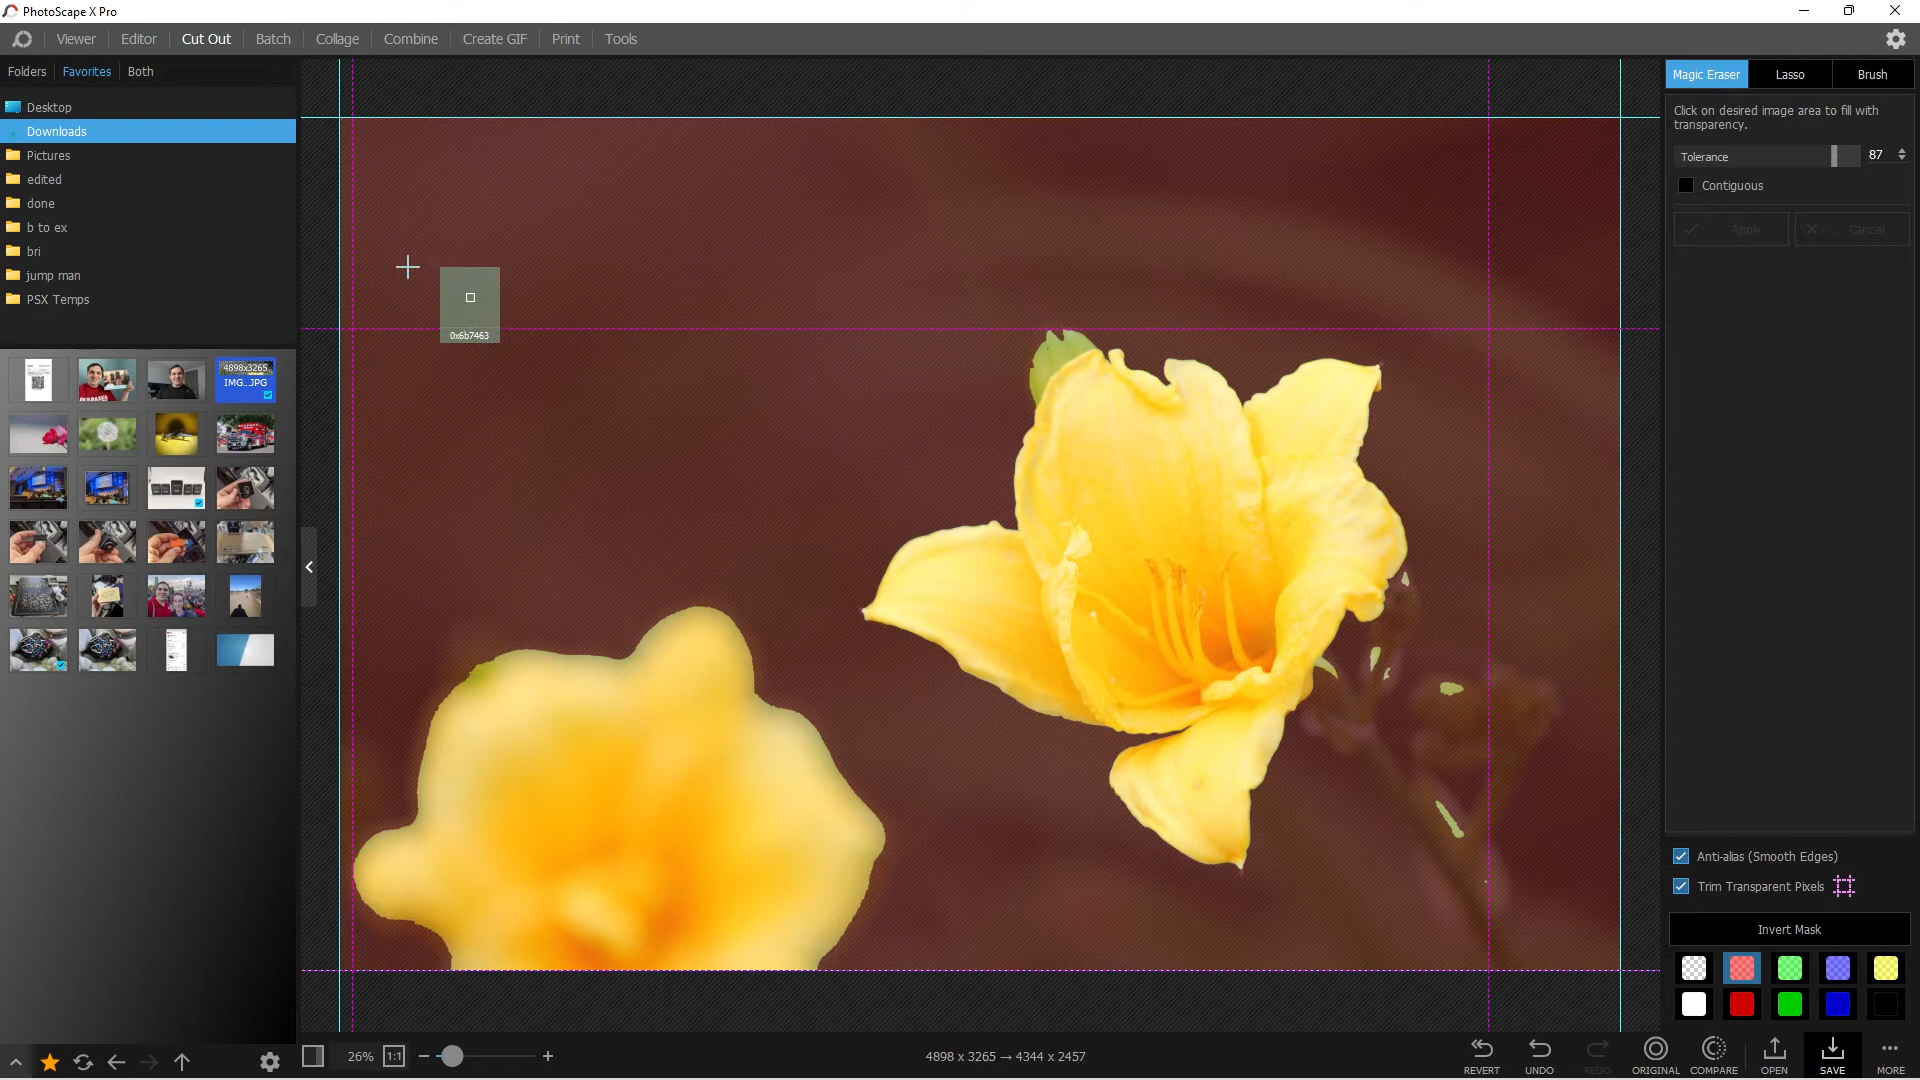 PhotoScape X Pro
Viewer Editor Cut Out Batch Collage Combine Create GIF Print Tools
Folders Favorites Both
Desktop
Downloads
Pictures
edited
done
b to ex
bri
jump man
PSX Temps
4898x3265
IMG...JPG
0x6b7463
Magic Eraser Lasso Brush
Click on desired image area to fill with
transparency.
Tolerance 87
Contiguous
Apply Cancel
Anti-alias (Smooth Edges)
Trim Transparent Pixels
Invert Mask
26% 1:1
4898 x 3265 → 4344 x 2457
REVERT UNDO REDO ORIGINAL COMPARE OPEN SAVE MORE